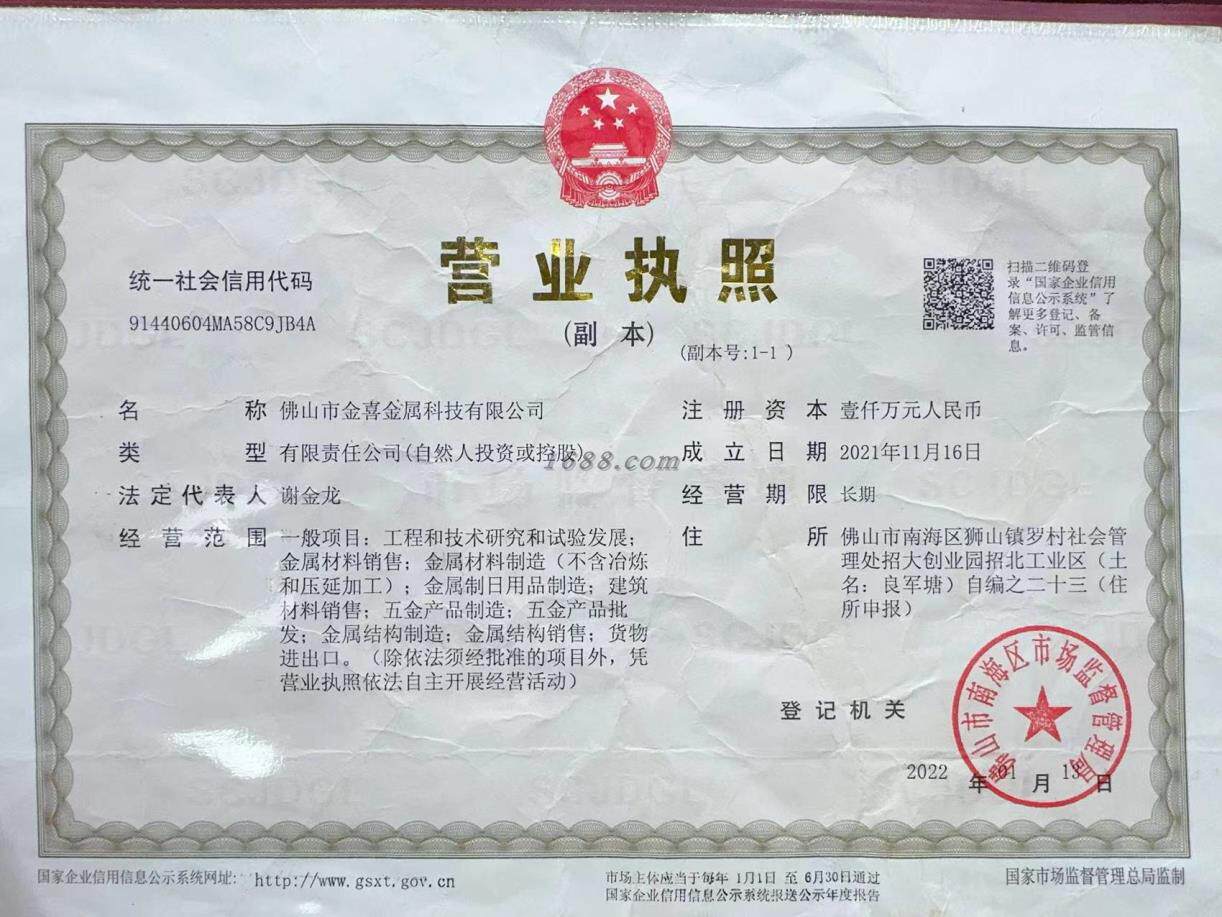 营业执照
(副 本)
(副本号:1-1 )
统一社会信用代码
91440604MA58C9JB4A
扫描二维码登
录“国家企业信用
信息公示系统”了
解更多登记、备
案、许可、监管信
息。
名 称 佛山市金喜金属科技有限公司
类 型 有限责任公司(自然人投资或控股)
法定代表人 谢金龙
经营范围 一般项目：工程和技术研究和试验发展；
金属材料销售；金属材料制造（不含冶炼
和压延加工）；金属制日用品制造；建筑
材料销售；五金产品制造；五金产品批
发；金属结构制造；金属结构销售；货物
进出口。（除依法须经批准的项目外，凭
营业执照依法自主开展经营活动）
注册资本 壹仟万元人民币
成立日期 2021年11月16日
经营期限 长期
住 所 佛山市南海区狮山镇罗村社会管
理处招大创业园招北工业区（土
名：良军塘）自编之二十三（住
所申报）
1688.com
登记机关
佛山市南海区市场监督管理局
2022 年 01 月 13 日
国家企业信用信息公示系统网址: http://www.gsxt.gov.cn
市场主体应当于每年 1月1日 至 6月30日通过
国家企业信用信息公示系统报送公示年度报告
国家市场监督管理总局监制